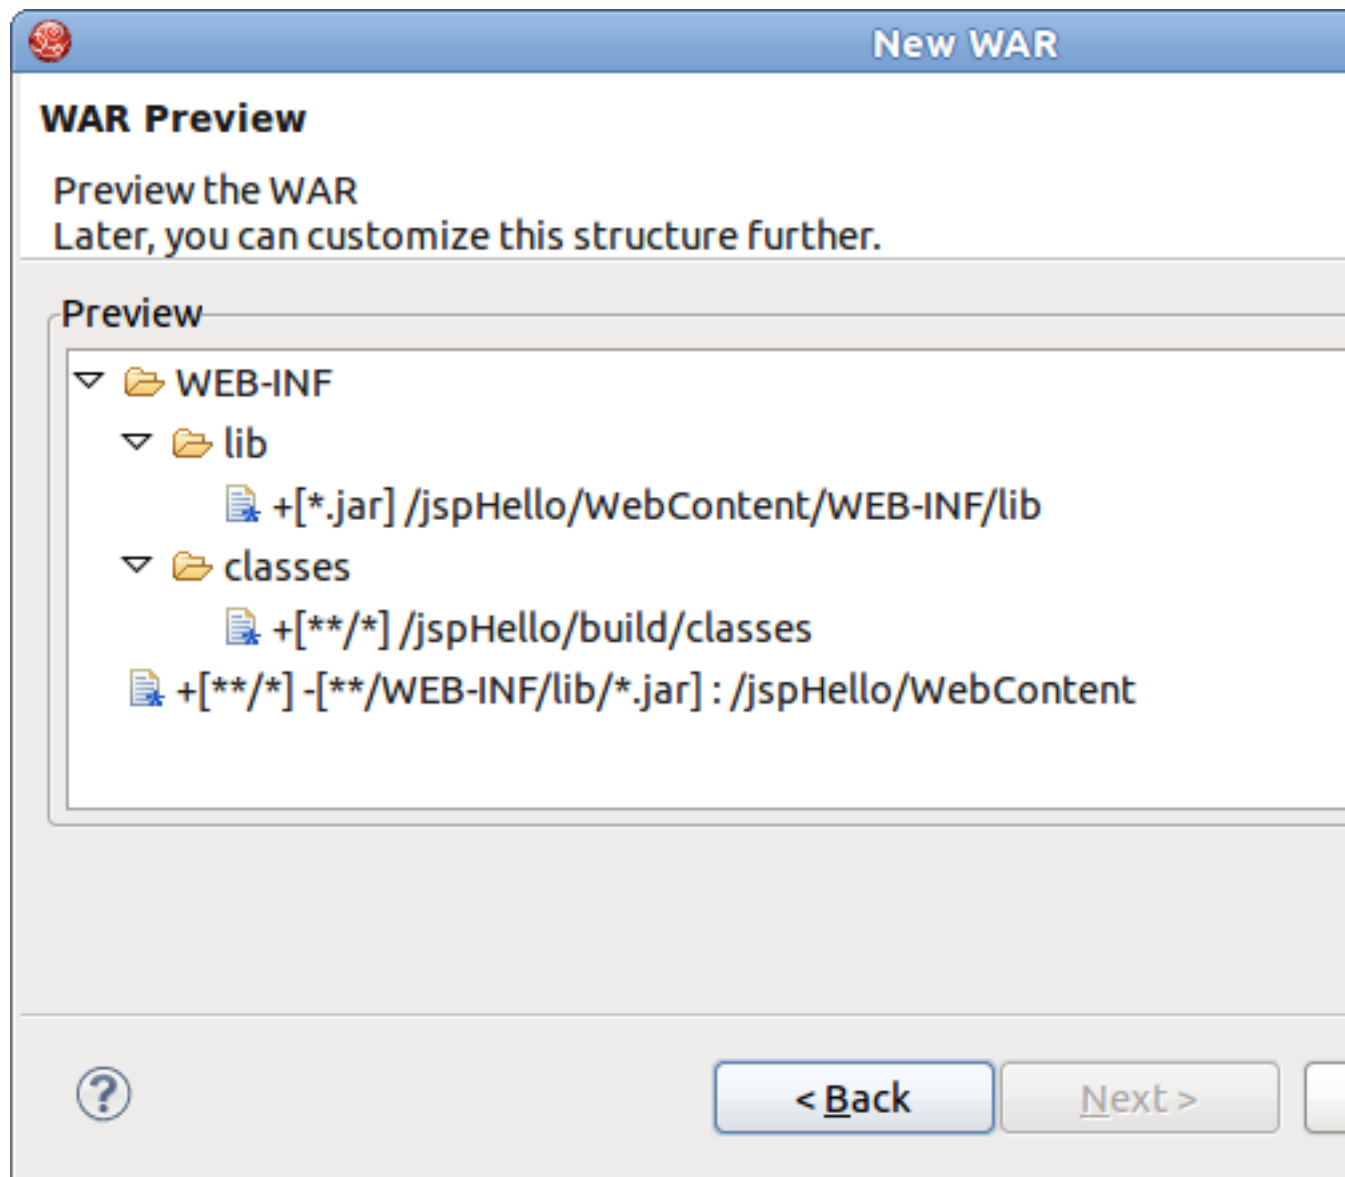 New WAR
WAR Preview
Preview the WAR
Later, you can customize this structure further.
Preview
WEB-INF
lib
+[*.jar] /jspHello/WebContent/WEB-INF/lib
classes
+[**/*] /jspHello/build/classes
+[**/*] -[**/WEB-INF/lib/*.jar] : /jspHello/WebContent
?
< Back
Next >